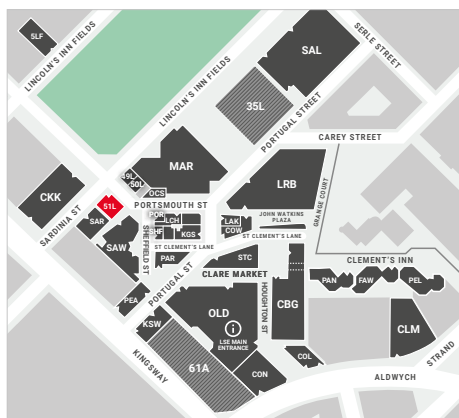 5LF
LINCOLN'S INN FIELDS
LINCOLN'S INN FIELDS
SAL
SERLE STREET
35L
PORTUGAL STREET
CAREY STREET
MAR
49L
50L
OCS
LRB
ORANGE COURT
CKK
51L
PORTSMOUTH ST
SARDINIA ST
SAR
POR
LCH
SHF
KGS
LAK
COW
JOHN WATKINS
PLAZA
ST CLEMENT'S LANE
ST CLEMENT'S LANE
SAW
SHEFFIELD ST
PAR
STC
CLARE MARKET
CLEMENT'S INN
PAN
FAW
PEL
PEA
PORTUGAL ST
OLD
LSE MAIN
ENTRANCE
HOUGHTON ST
CBG
KSW
KINGSWAY
61A
CON
COL
CLM
ALDWYCH
STRAND